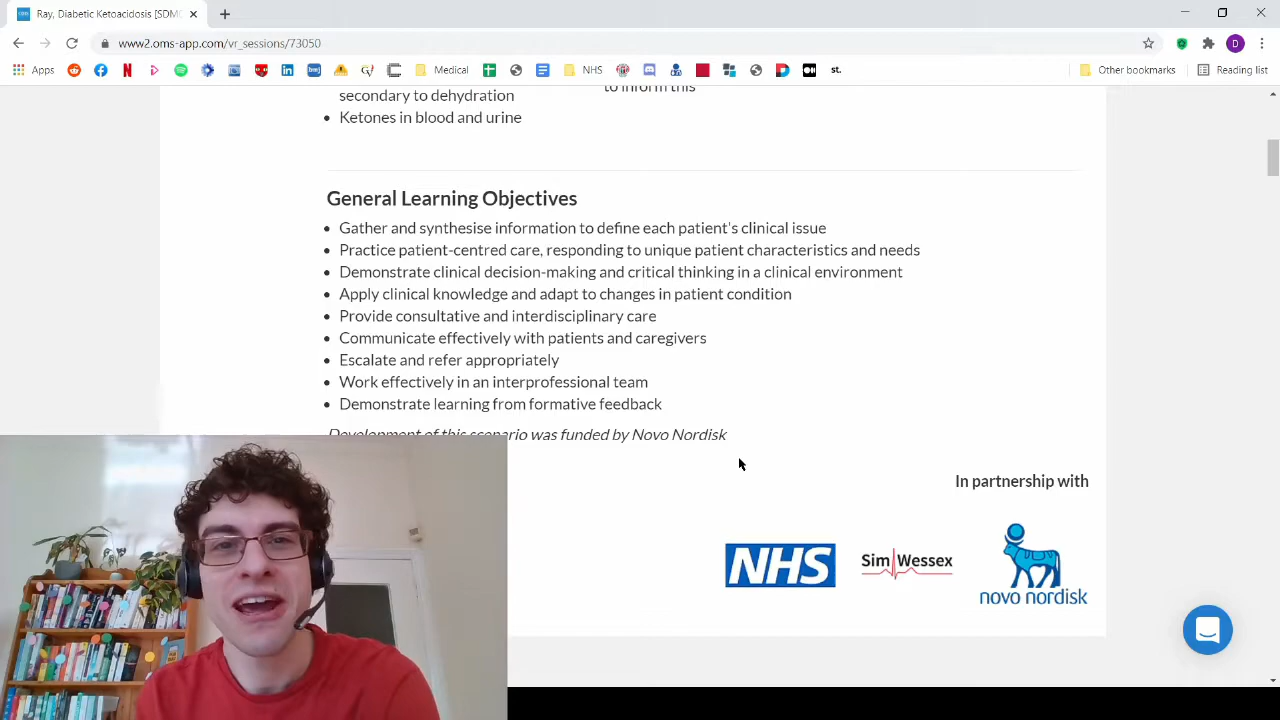 Ray, Diabetic Ketoacidosis [SDMC
www2.oms-app.com/vr_sessions/73050
Apps
Medical
NHS
st.
Other bookmarks
Reading list
secondary to dehydration
to inform this
Ketones in blood and urine
General Learning Objectives
Gather and synthesise information to define each patient's clinical issue
Practice patient-centred care, responding to unique patient characteristics and needs
Demonstrate clinical decision-making and critical thinking in a clinical environment
Apply clinical knowledge and adapt to changes in patient condition
Provide consultative and interdisciplinary care
Communicate effectively with patients and caregivers
Escalate and refer appropriately
Work effectively in an interprofessional team
Demonstrate learning from formative feedback
Development of this scenario was funded by Novo Nordisk
In partnership with
NHS
Sim Wessex
novo nordisk